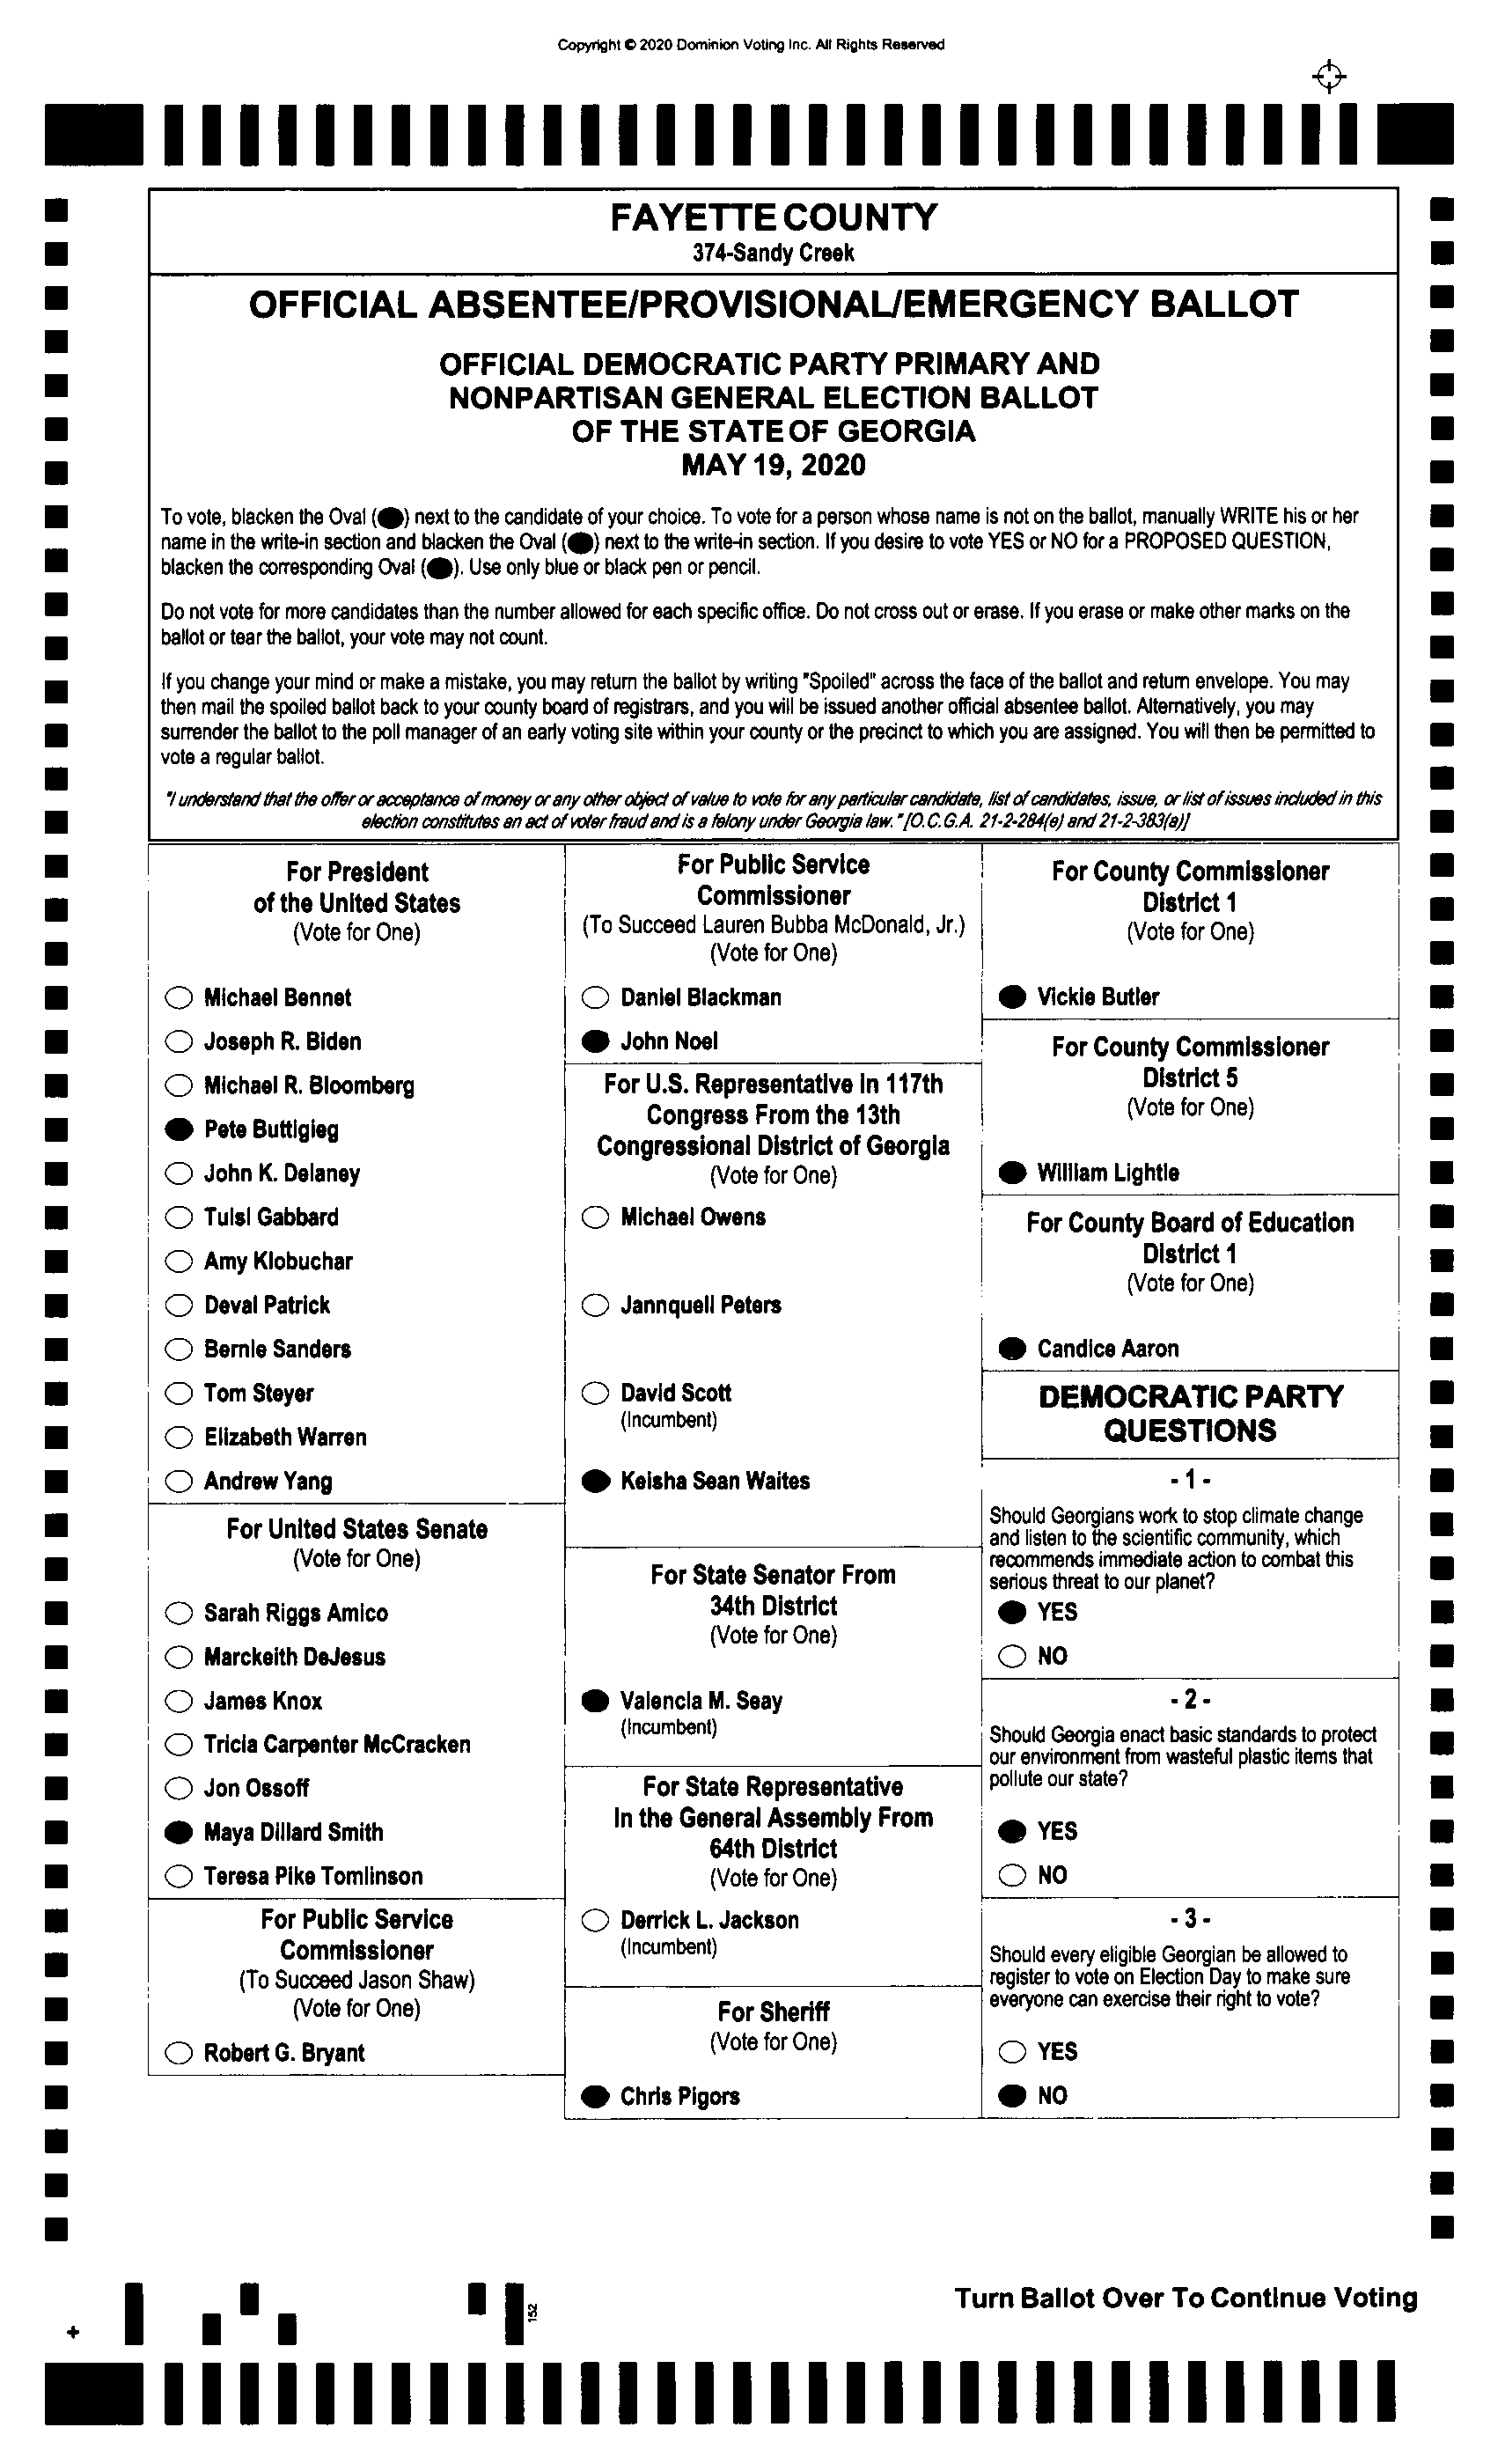 Copyright © 2020 Dominion Voting Inc. All Rights Reserved
FAYETTE COUNTY
374-Sandy Creek
OFFICIAL ABSENTEE/PROVISIONAL/EMERGENCY BALLOT
OFFICIAL DEMOCRATIC PARTY PRIMARY AND
NONPARTISAN GENERAL ELECTION BALLOT
OF THE STATE OF GEORGIA
MAY 19, 2020
To vote, blacken the Oval (●) next to the candidate of your choice. To vote for a person whose name is not on the ballot, manually WRITE his or her
name in the write-in section and blacken the Oval (●) next to the write-in section. If you desire to vote YES or NO for a PROPOSED QUESTION,
blacken the corresponding Oval (●). Use only blue or black pen or pencil.
Do not vote for more candidates than the number allowed for each specific office. Do not cross out or erase. If you erase or make other marks on the
ballot or tear the ballot, your vote may not count.
If you change your mind or make a mistake, you may return the ballot by writing "Spoiled" across the face of the ballot and return envelope. You may
then mail the spoiled ballot back to your county board of registrars, and you will be issued another official absentee ballot. Alternatively, you may
surrender the ballot to the poll manager of an early voting site within your county or the precinct to which you are assigned. You will then be permitted to
vote a regular ballot.
"I understand that the offer or acceptance of money or any other object of value to vote for any particular candidate, list of candidates, issue, or list of issues included in this
election constitutes an act of voter fraud and is a felony under Georgia law." [O.C.G.A. 21-2-284(e) and 21-2-383(a)]
For President
of the United States
(Vote for One)
Michael Bennet
Joseph R. Biden
Michael R. Bloomberg
Pete Buttigieg
John K. Delaney
Tulsi Gabbard
Amy Klobuchar
Deval Patrick
Bernie Sanders
Tom Steyer
Elizabeth Warren
Andrew Yang
For United States Senate
(Vote for One)
Sarah Riggs Amico
Marckeith DeJesus
James Knox
Tricia Carpenter McCracken
Jon Ossoff
Maya Dillard Smith
Teresa Pike Tomlinson
For Public Service
Commissioner
(To Succeed Jason Shaw)
(Vote for One)
Robert G. Bryant
For Public Service
Commissioner
(To Succeed Lauren Bubba McDonald, Jr.)
(Vote for One)
Daniel Blackman
John Noel
For U.S. Representative in 117th
Congress From the 13th
Congressional District of Georgia
(Vote for One)
Michael Owens
Jannquell Peters
David Scott
(Incumbent)
Keisha Sean Waites
For State Senator From
34th District
(Vote for One)
Valencia M. Seay
(Incumbent)
For State Representative
In the General Assembly From
64th District
(Vote for One)
Derrick L. Jackson
(Incumbent)
For Sheriff
(Vote for One)
Chris Pigors
For County Commissioner
District 1
(Vote for One)
Vickie Butler
For County Commissioner
District 5
(Vote for One)
William Lightle
For County Board of Education
District 1
(Vote for One)
Candice Aaron
DEMOCRATIC PARTY
QUESTIONS
- 1 -
Should Georgians work to stop climate change
and listen to the scientific community, which
recommends immediate action to combat this
serious threat to our planet?
YES
NO
- 2 -
Should Georgia enact basic standards to protect
our environment from wasteful plastic items that
pollute our state?
YES
NO
- 3 -
Should every eligible Georgian be allowed to
register to vote on Election Day to make sure
everyone can exercise their right to vote?
YES
NO
Turn Ballot Over To Continue Voting
152